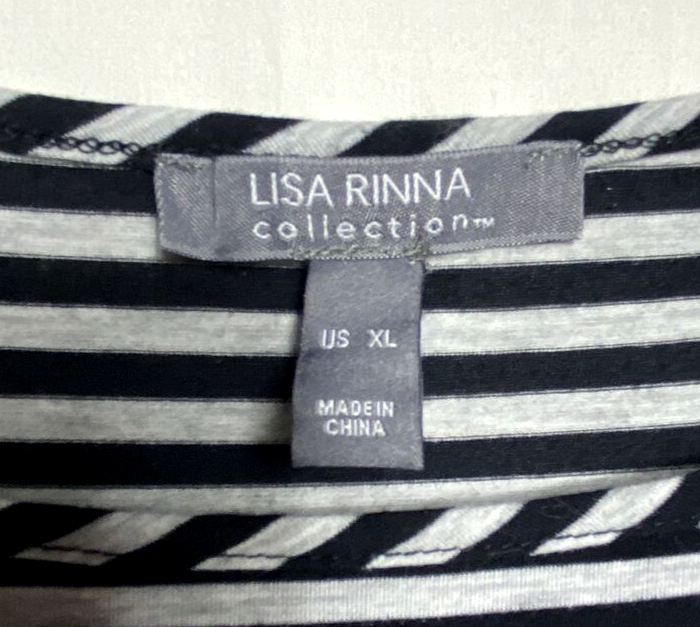 LISA RINNA
collection™
US XL
MADE IN
CHINA